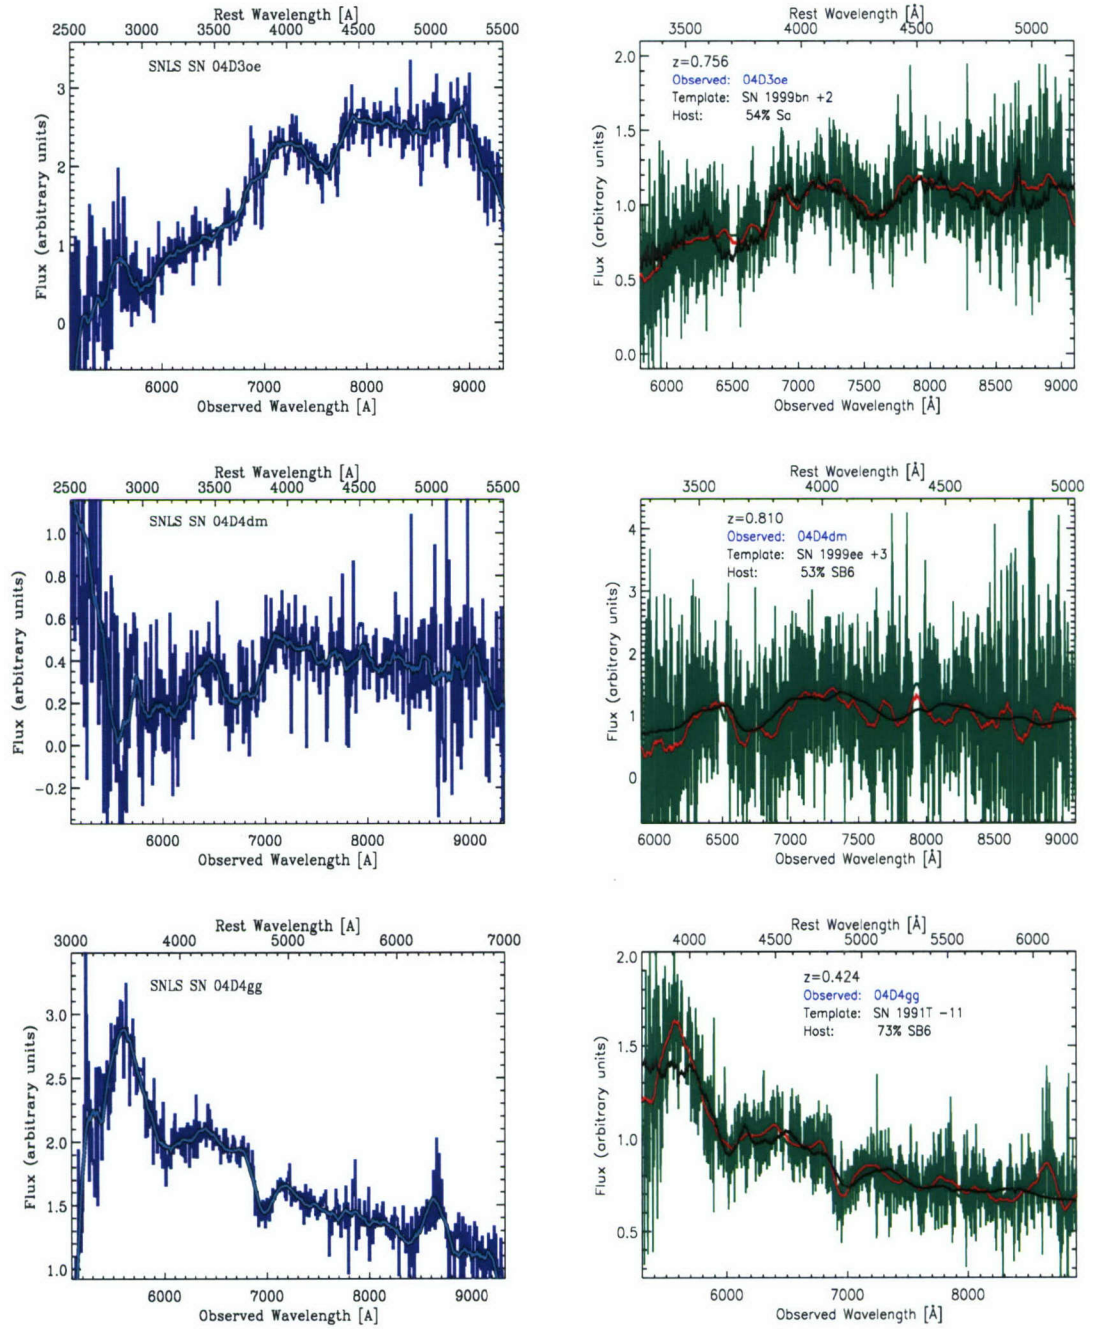 Rest Wavelength [A]
2500 3000 3500 4000 4500 5000 5500
SNLS SN 04D3oe
Flux (arbitrary units)
3
2
1
0
6000 7000 8000 9000
Observed Wavelength [A]
Rest Wavelength [Å]
3500 4000 4500 5000
z=0.756
Observed: 04D3oe
Template: SN 1999bn +2
Host: 54% Sa
Flux (arbitrary units)
2.0
1.5
1.0
0.5
0.0
6000 6500 7000 7500 8000 8500 9000
Observed Wavelength [Å]
Rest Wavelength [A]
2500 3000 3500 4000 4500 5000 5500
SNLS SN 04D4dm
Flux (arbitrary units)
1.0
0.8
0.6
0.4
0.2
0.0
-0.2
6000 7000 8000 9000
Observed Wavelength [A]
Rest Wavelength [Å]
3500 4000 4500 5000
z=0.810
Observed: 04D4dm
Template: SN 1999ee +3
Host: 53% SB6
Flux (arbitrary units)
4
3
2
1
0
5900 6500 7000 7500 8000 8500 9000
Observed Wavelength [Å]
Rest Wavelength [A]
3000 4000 5000 6000 7000
SNLS SN 04D4gg
Flux (arbitrary units)
3.0
2.5
2.0
1.5
1.0
6000 7000 8000 9000
Observed Wavelength [A]
Rest Wavelength [Å]
4000 4500 5000 5500 6000
z=0.424
Observed: 04D4gg
Template: SN 1991T -11
Host: 73% SB6
Flux (arbitrary units)
2.0
1.5
1.0
0.5
6000 7000 8000
Observed Wavelength [Å]